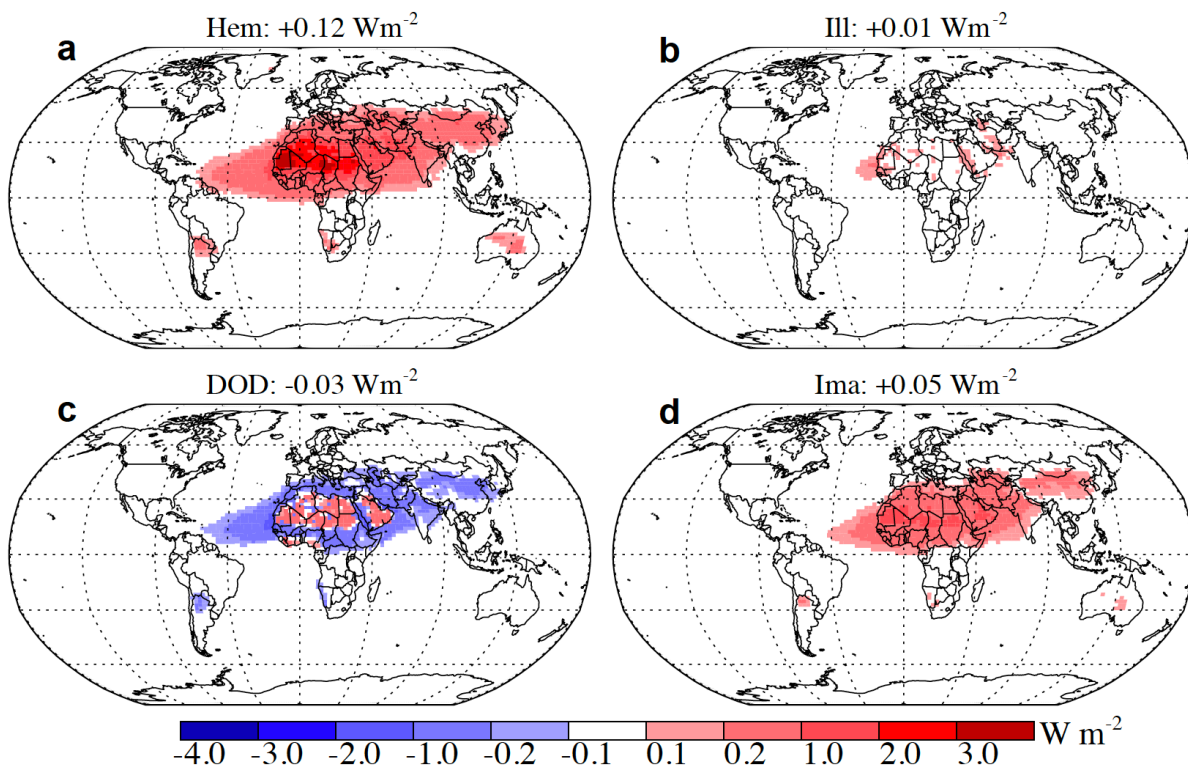 a Hem: +0.12 Wm-2
b Ill: +0.01 Wm-2
c DOD: -0.03 Wm-2
d Ima: +0.05 Wm-2
-4.0 -3.0 -2.0 -1.0 -0.2 -0.1 0.1 0.2 1.0 2.0 3.0 W m-2